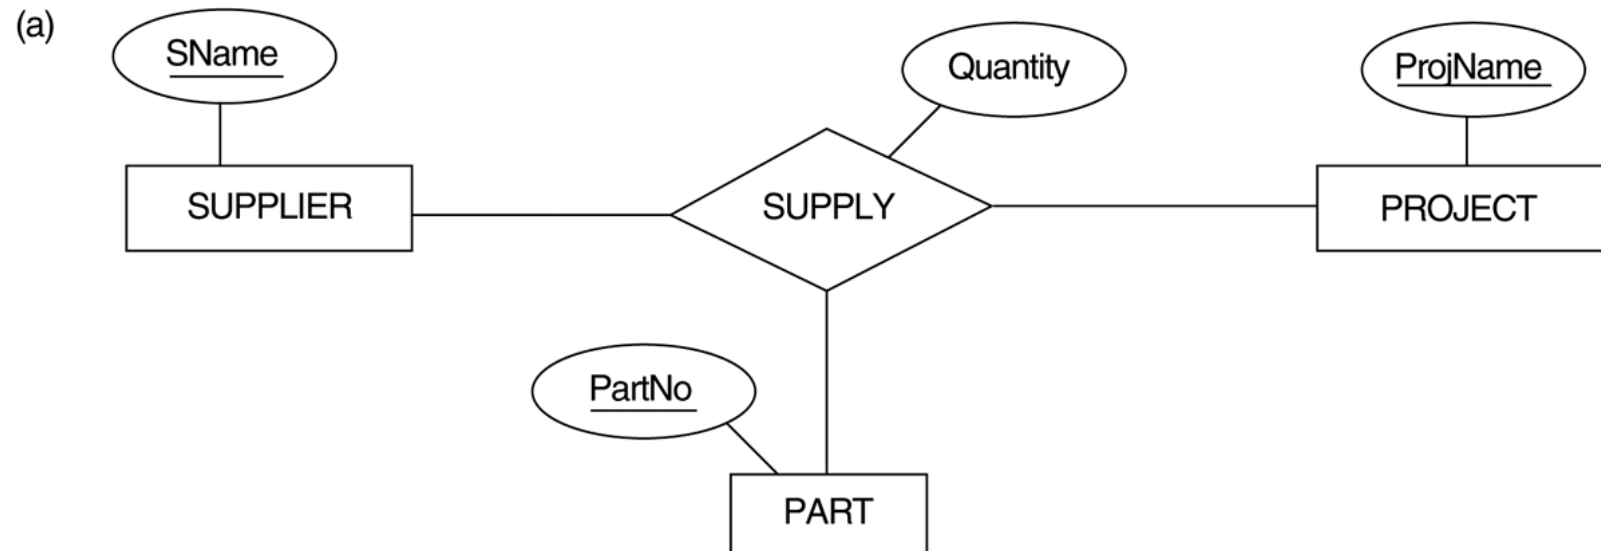 (a)
SName
Quantity
ProjName
SUPPLIER
SUPPLY
PROJECT
PartNo
PART